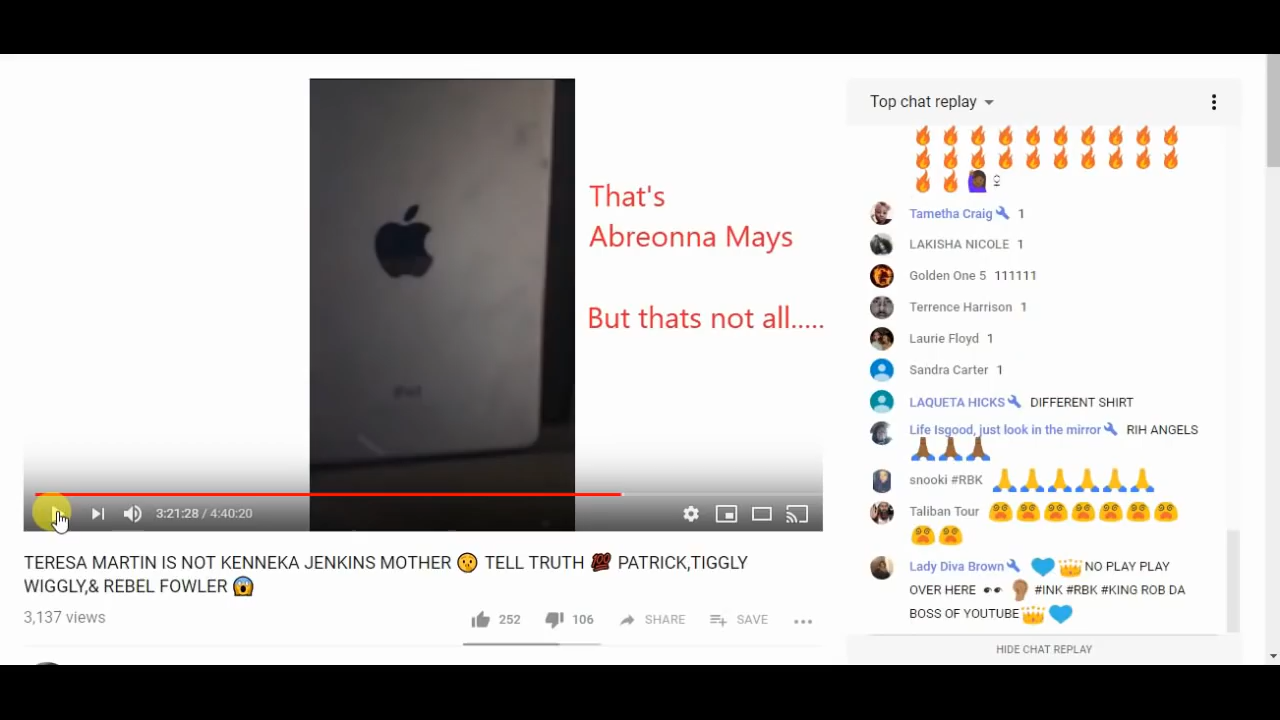 That's
Abreonna Mays
But thats not all.....
3:21:28 / 4:40:20
TERESA MARTIN IS NOT KENNEKA JENKINS MOTHER 🤫 TELL TRUTH 💯 PATRICK,TIGGLY
WIGGLY,& REBEL FOWLER 😱
3,137 views
252
106
SHARE
SAVE
Top chat replay
Tametha Craig 1
LAKISHA NICOLE 1
Golden One 5 111111
Terrence Harrison 1
Laurie Floyd 1
Sandra Carter 1
LAQUETA HICKS DIFFERENT SHIRT
Life Isgood, just look in the mirror RIH ANGELS
snooki #RBK
Taliban Tour
Lady Diva Brown NO PLAY PLAY
OVER HERE #INK #RBK #KING ROB DA
BOSS OF YOUTUBE
HIDE CHAT REPLAY